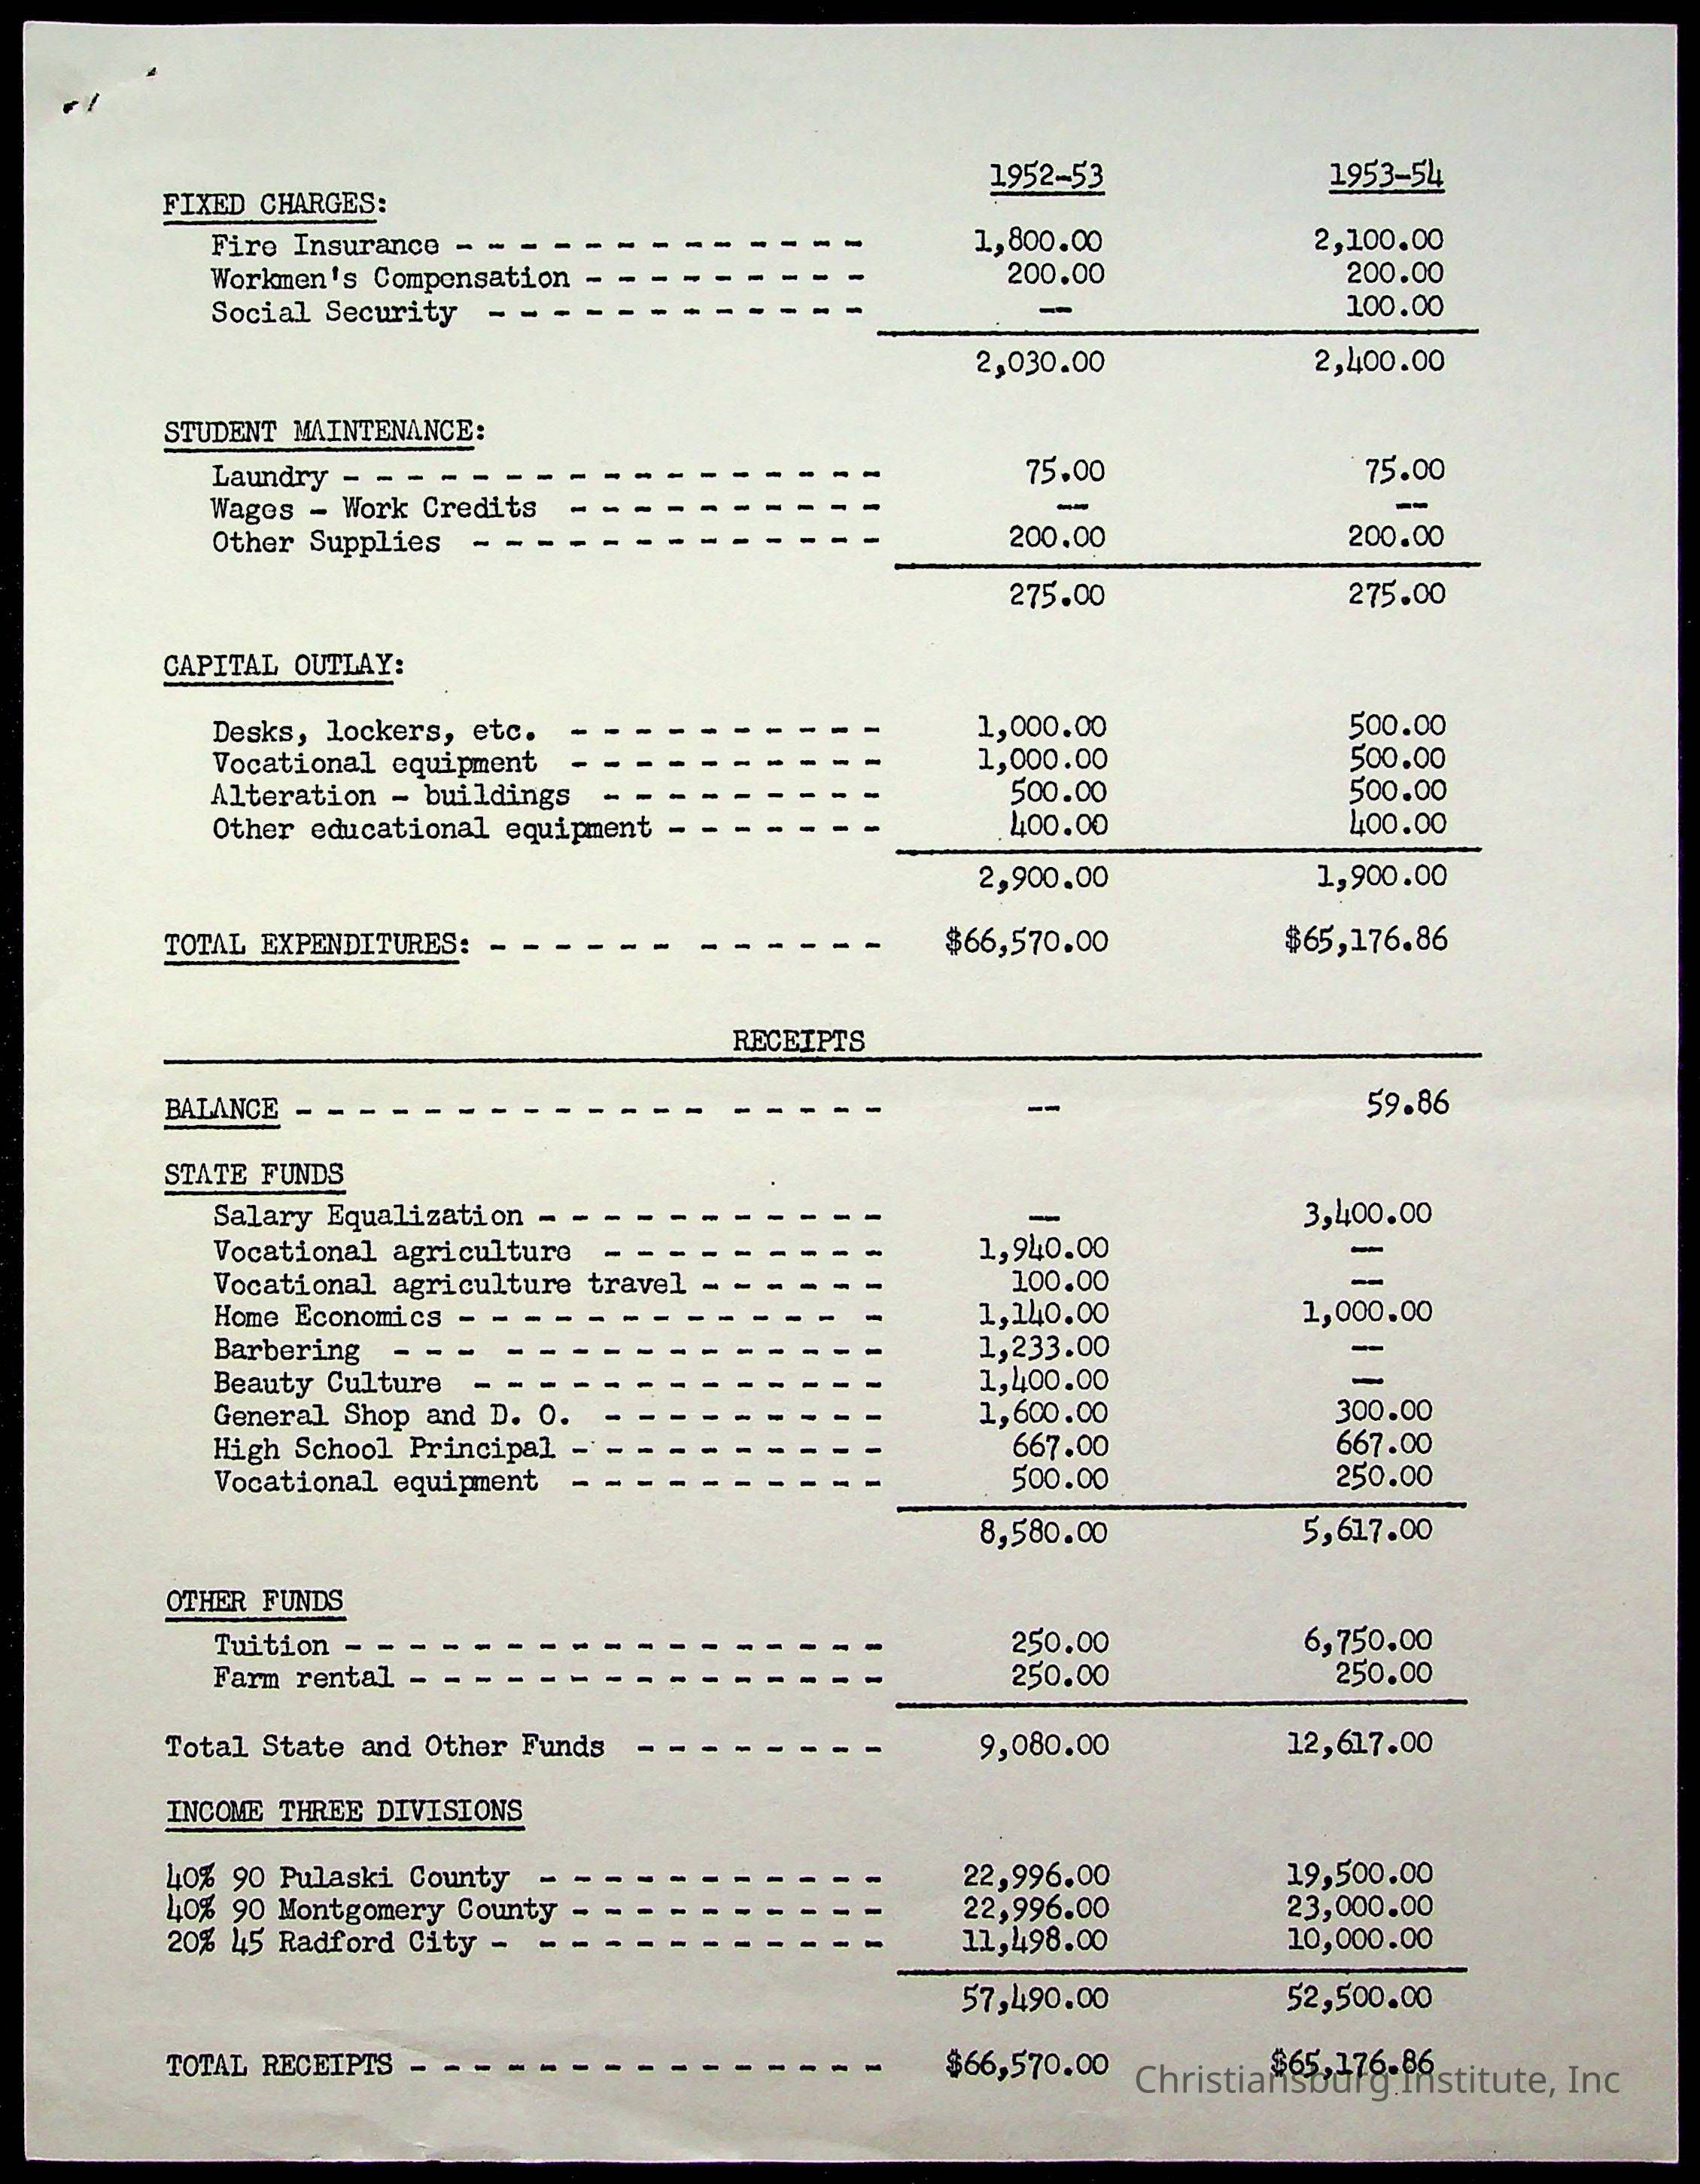 1952-53 1953-54
FIXED CHARGES:
Fire Insurance - - - - - - - - - - - - - 1,800.00 2,100.00
Workmen's Compensation - - - - - - - - - 200.00 200.00
Social Security - - - - - - - - - - - - -- 100.00
2,030.00 2,400.00
STUDENT MAINTENANCE:
Laundry - - - - - - - - - - - - - - - - - 75.00 75.00
Wages - Work Credits - - - - - - - - - - -- --
Other Supplies - - - - - - - - - - - - - 200.00 200.00
275.00 275.00
CAPITAL OUTLAY:
Desks, lockers, etc. - - - - - - - - - - 1,000.00 500.00
Vocational equipment - - - - - - - - - - 1,000.00 500.00
Alteration - buildings - - - - - - - - - 500.00 500.00
Other educational equipment - - - - - - - 400.00 400.00
2,900.00 1,900.00
TOTAL EXPENDITURES: - - - - - - - - - - - - $66,570.00 $65,176.86
RECEIPTS
BALANCE - - - - - - - - - - - - - - - - - - -- 59.86
STATE FUNDS
Salary Equalization - - - - - - - - - - - -- 3,400.00
Vocational agriculture - - - - - - - - - 1,940.00 --
Vocational agriculture travel - - - - - - 100.00 --
Home Economics - - - - - - - - - - - - - 1,140.00 1,000.00
Barbering - - - - - - - - - - - - - - - 1,233.00 --
Beauty Culture - - - - - - - - - - - - - 1,400.00 --
General Shop and D. O. - - - - - - - - - 1,600.00 300.00
High School Principal - - - - - - - - - - 667.00 667.00
Vocational equipment - - - - - - - - - - 500.00 250.00
8,580.00 5,617.00
OTHER FUNDS
Tuition - - - - - - - - - - - - - - - - - 250.00 6,750.00
Farm rental - - - - - - - - - - - - - - - 250.00 250.00
Total State and Other Funds - - - - - - - - 9,080.00 12,617.00
INCOME THREE DIVISIONS
40% 90 Pulaski County - - - - - - - - - - - 22,996.00 19,500.00
40% 90 Montgomery County - - - - - - - - - - 22,996.00 23,000.00
20% 45 Radford City - - - - - - - - - - - - 11,498.00 10,000.00
57,490.00 52,500.00
TOTAL RECEIPTS - - - - - - - - - - - - - - - $66,570.00 $65,176.86
Christiansburg Institute, Inc